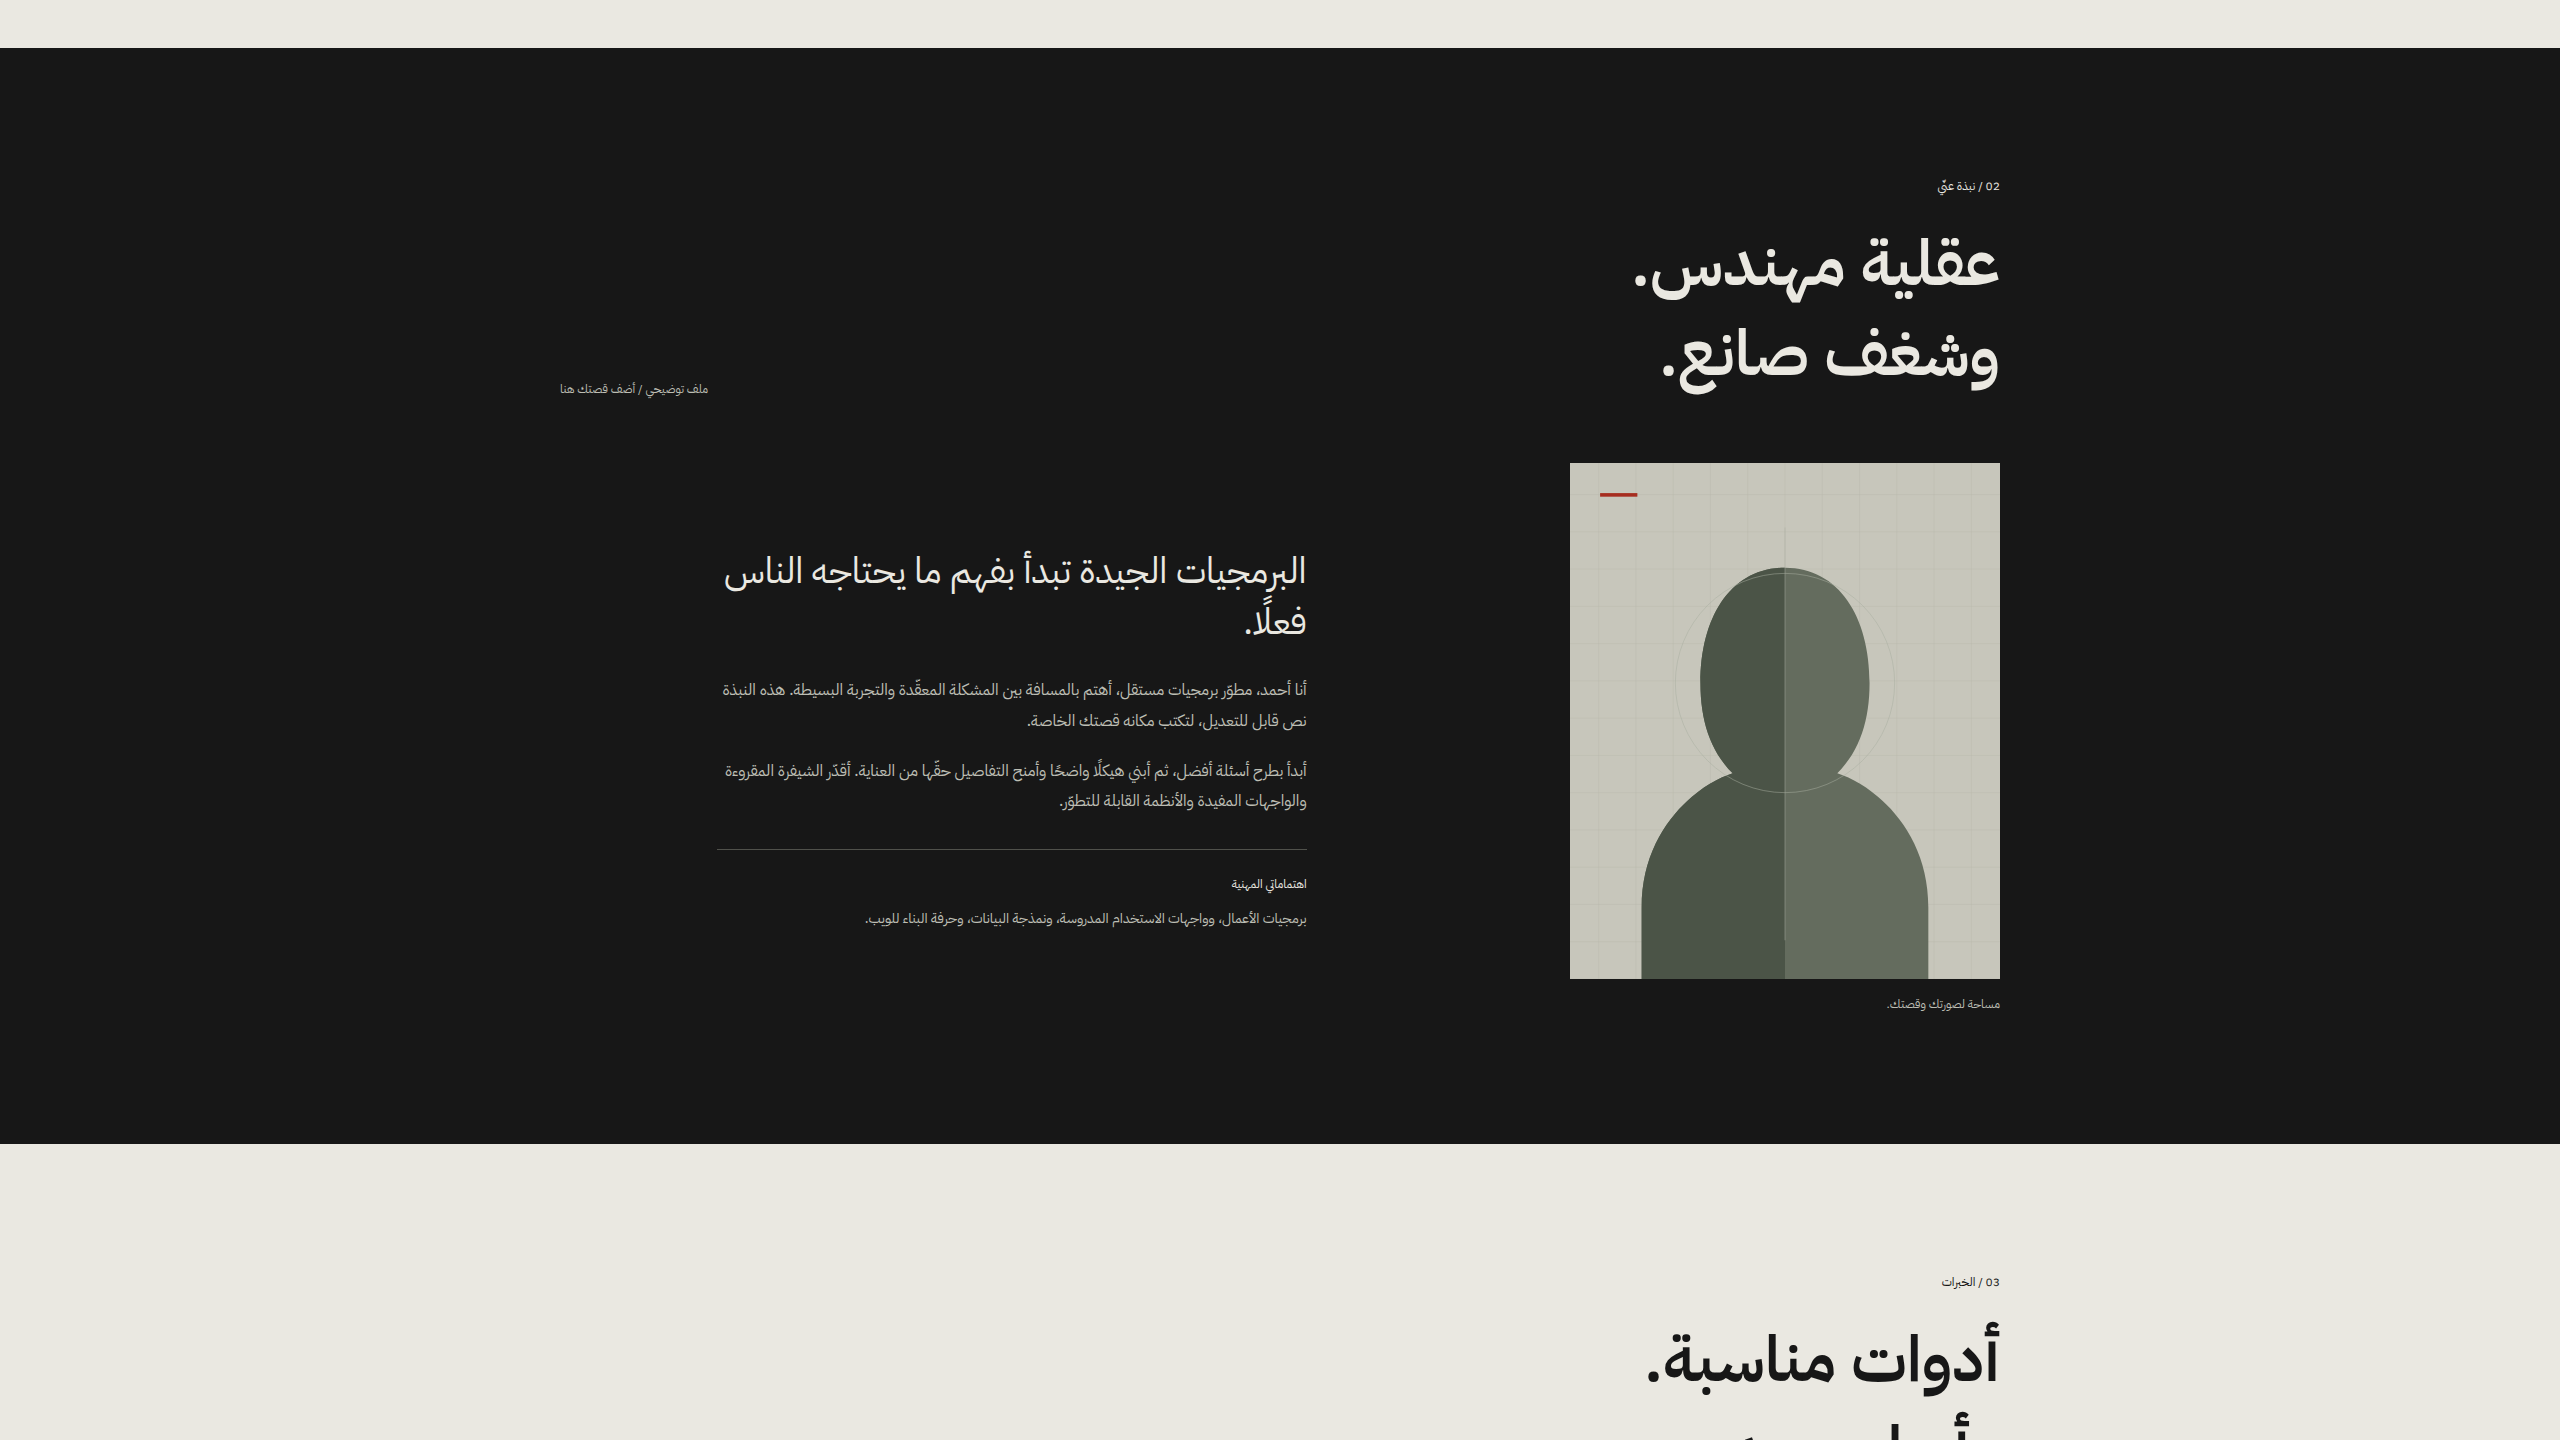 02 / نبذة عنّي
عقلية مهندس.
وشغف صانع.
ملف توضيحي / أضف قصتك هنا
البرمجيات الجيدة تبدأ بفهم ما يحتاجه الناس
فعلًا.
أنا أحمد، مطوّر برمجيات مستقل، أهتم بالمسافة بين المشكلة المعقّدة والتجربة البسيطة. هذه النبذة
نص قابل للتعديل، لتكتب مكانه قصتك الخاصة.
أبدأ بطرح أسئلة أفضل، ثم أبني هيكلًا واضحًا وأمنح التفاصيل حقّها من العناية. أقدّر الشيفرة المقروءة
والواجهات المفيدة والأنظمة القابلة للتطوّر.
اهتماماتي المهنية
برمجيات الأعمال، وواجهات الاستخدام المدروسة، ونمذجة البيانات، وحرفة البناء للويب.
مساحة لصورتك وقصتك.
03 / الخبرات
أدوات مناسبة.